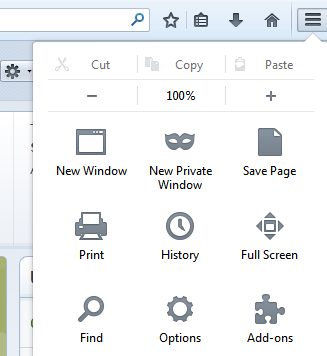 Cut Copy Paste
− 100% +
New Window New Private Window Save Page
Print History Full Screen
Find Options Add-ons